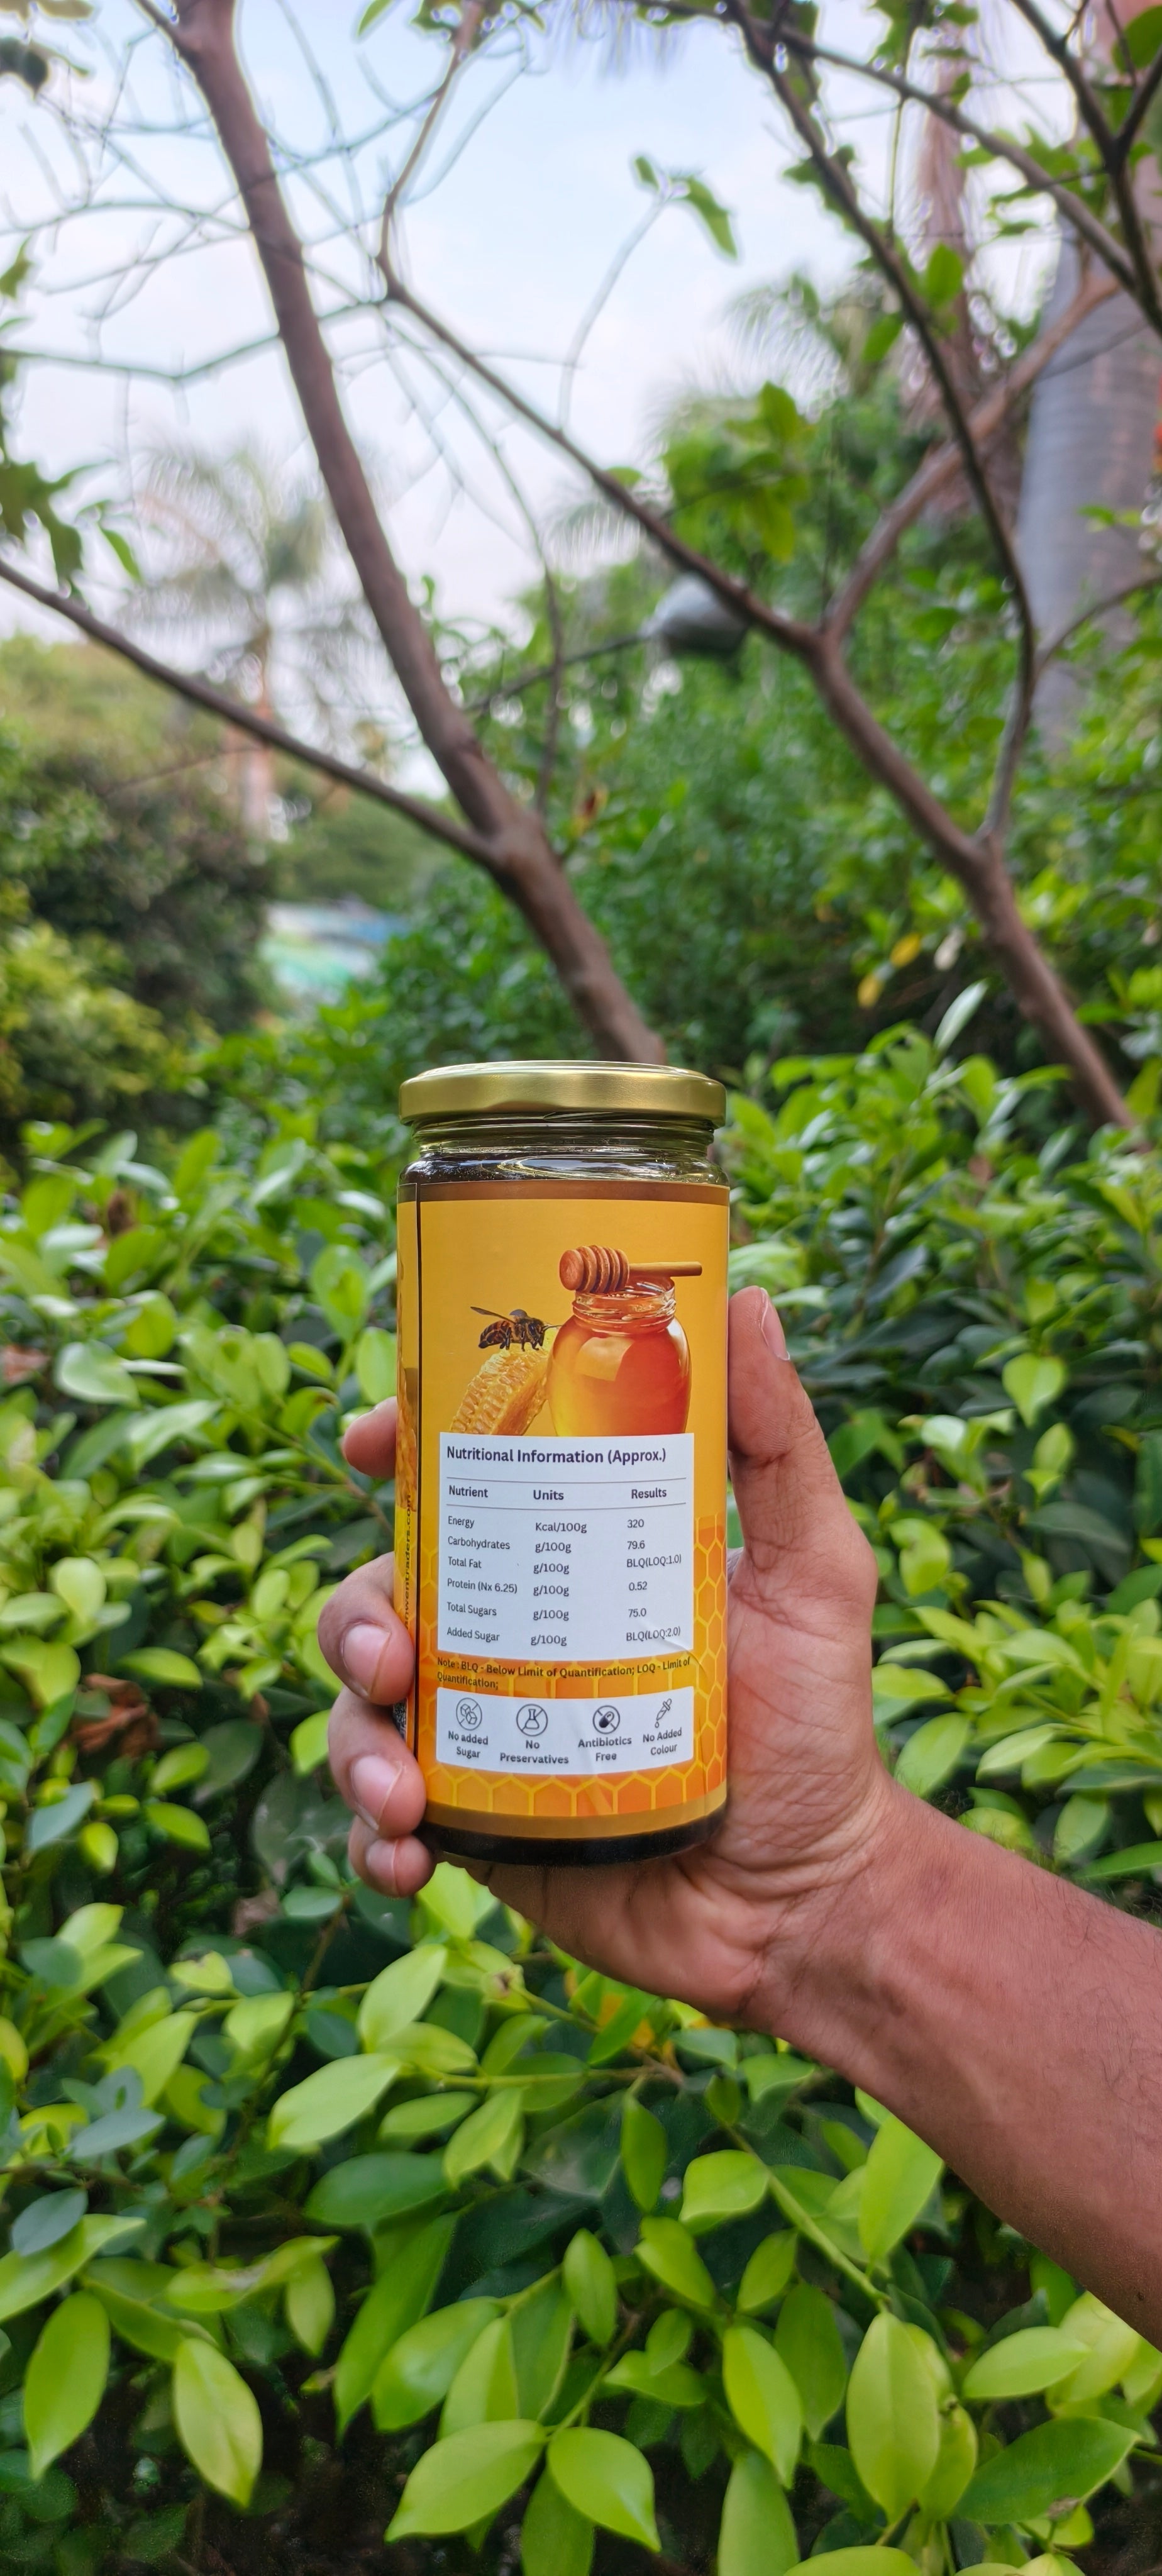 Nutritional Information (Approx.)
Nutrient Units Results
Energy Kcal/100g 320
Carbohydrates g/100g 79.6
Total Fat g/100g BLQ(LOQ:1.0)
Protein (Nx 6.25) g/100g 0.52
Total Sugars g/100g 75.0
Added Sugar g/100g BLQ(LOQ:2.0)
Note: BLQ - Below Limit of Quantification; LOQ - Limit of
Quantification;
No added
Sugar
No
Preservatives
Antibiotics
Free
No Added
Colour